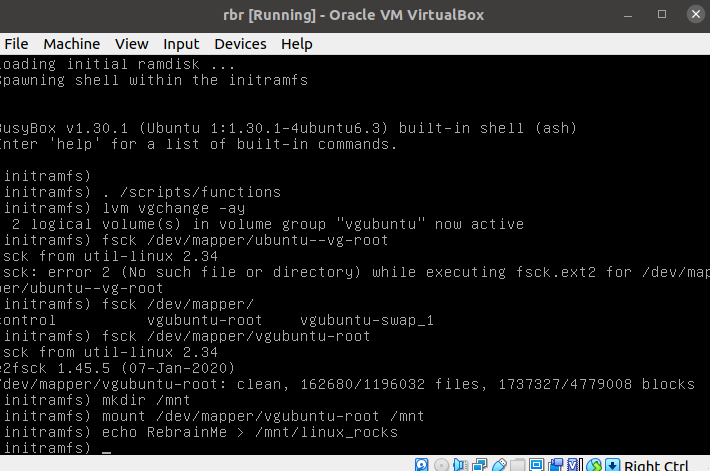 rbr [Running] - Oracle VM VirtualBox
File Machine View Input Devices Help
oading initial ramdisk ...
Spawning shell within the initramfs
BusyBox v1.30.1 (Ubuntu 1:1.30.1-4ubuntu6.3) built-in shell (ash)
Enter 'help' for a list of built-in commands.
initramfs)
initramfs) . /scripts/functions
initramfs) lvm vgchange -ay
2 logical volume(s) in volume group "vgubuntu" now active
initramfs) fsck /dev/mapper/ubuntu--vg-root
fsck from util-linux 2.34
fsck: error 2 (No such file or directory) while executing fsck.ext2 for /dev/map
per/ubuntu--vg-root
initramfs) fsck /dev/mapper/
control vgubuntu-root vgubuntu-swap_1
initramfs) fsck /dev/mapper/vgubuntu-root
fsck from util-linux 2.34
e2fsck 1.45.5 (07-Jan-2020)
/dev/mapper/vgubuntu-root: clean, 162680/1196032 files, 1737327/4779008 blocks
initramfs) mkdir /mnt
initramfs) mount /dev/mapper/vgubuntu-root /mnt
initramfs) echo RebrainMe > /mnt/linux_rocks
initramfs) _
Right Ctrl